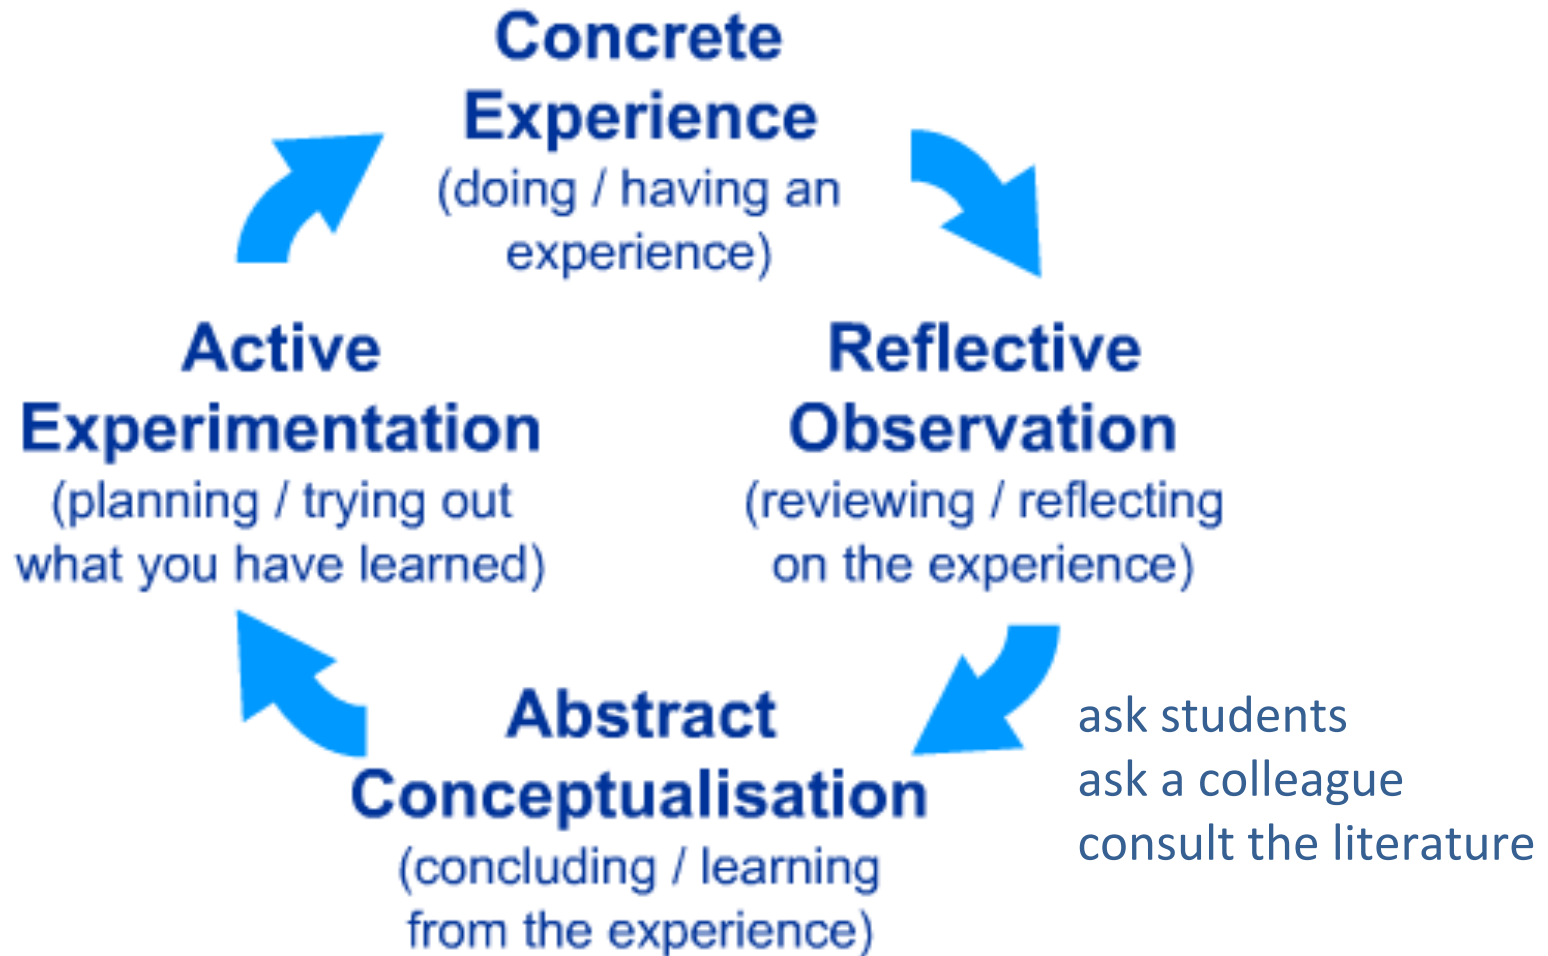 Concrete
Experience
(doing / having an
experience)
Reflective
Observation
(reviewing / reflecting
on the experience)
ask students
ask a colleague
consult the literature
Abstract
Conceptualisation
(concluding / learning
from the experience)
Active
Experimentation
(planning / trying out
what you have learned)